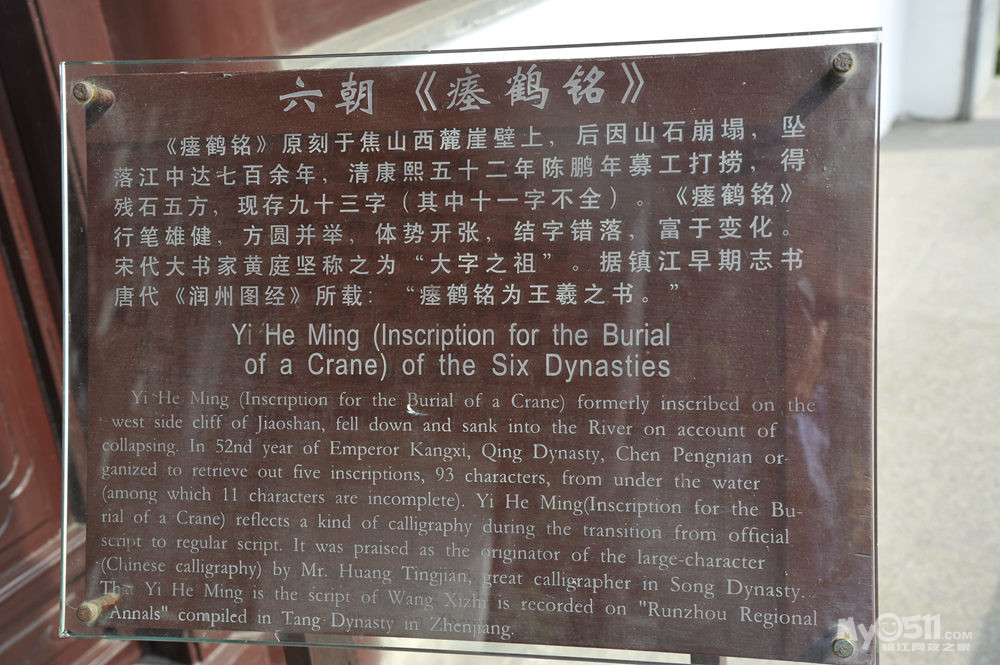 六朝《瘗鹤铭》
《瘗鹤铭》原刻于焦山西麓崖壁上，后因山石崩塌，坠
落江中达七百余年，清康熙五十二年陈鹏年募工打捞，得
残石五方，现存九十三字（其中十一字不全）。《瘗鹤铭》
行笔雄健，方圆并举，体势开张，结字错落，富于变化。
宋代大书家黄庭坚称之为“大字之祖”。据镇江早期志书
唐代《润州图经》所载：“瘗鹤铭为王羲之书。”
Yi He Ming (Inscription for the Burial
of a Crane) of the Six Dynasties
Yi He Ming (Inscription for the Burial of a Crane) formerly inscribed on the
west side cliff of Jiaoshan, fell down and sank into the River on account of
collapsing. In 52nd year of Emperor Kangxi, Qing Dynasty, Chen Pengnian or-
ganized to retrieve out five inscriptions, 93 characters, from under the water
(among which 11 characters are incomplete). Yi He Ming(Inscription for the Bu-
rial of a Crane) reflects a kind of calligraphy during the transition from official
script to regular script. It was praised as the originator of the large-character
(Chinese calligraphy) by Mr. Huang Tingjian, great calligrapher in Song Dynasty.
That Yi He Ming is the script of Wang Xizhi is recorded on "Runzhou Regional
Annals" compiled in Tang Dynasty in Zhenjiang.
My0511.COM
镇江网友之家